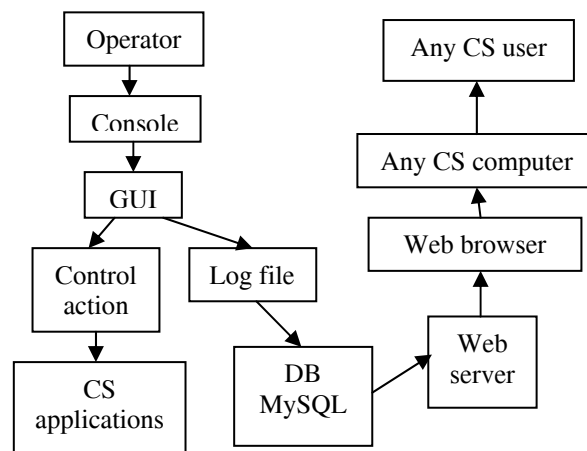 Operator
Console
GUI
Control
action
CS
applications
Log file
DB
MySQL
Web
server
Web browser
Any CS computer
Any CS user